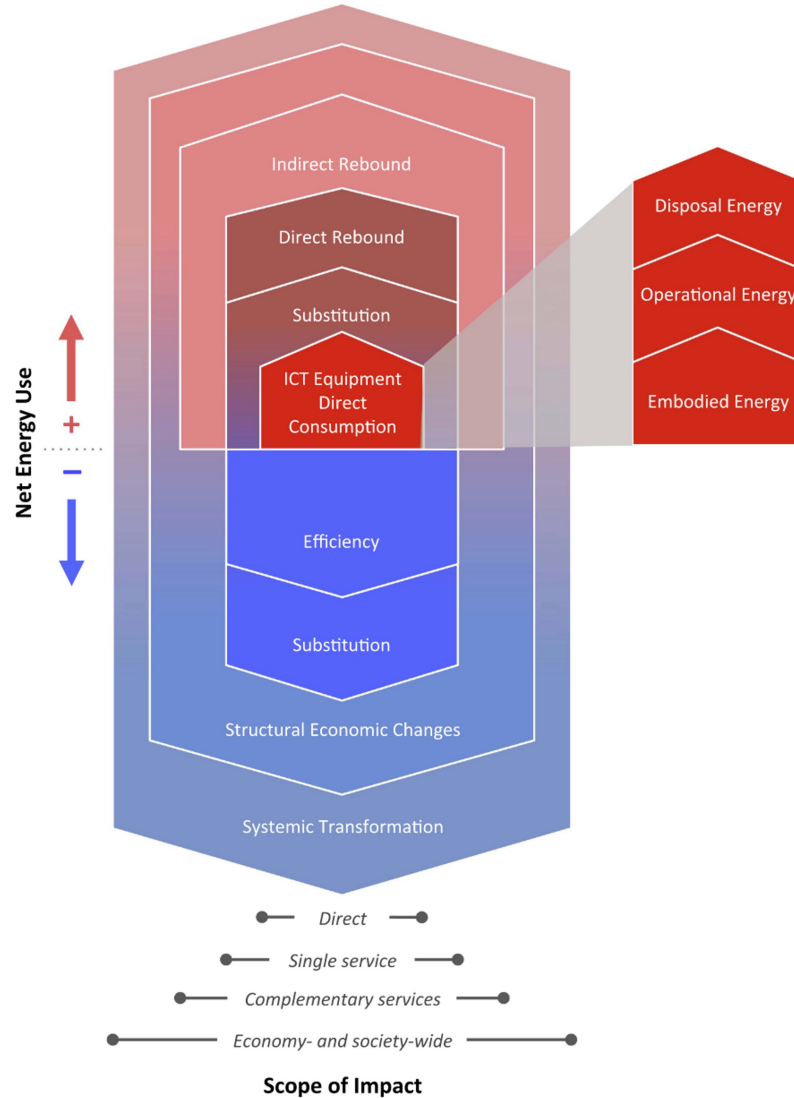 Indirect Rebound
Direct Rebound
Substitution
ICT Equipment
Direct
Consumption
Disposal Energy
Operational Energy
Embodied Energy
Net Energy Use
+
−
Efficiency
Substitution
Structural Economic Changes
Systemic Transformation
Direct
Single service
Complementary services
Economy- and society-wide
Scope of Impact